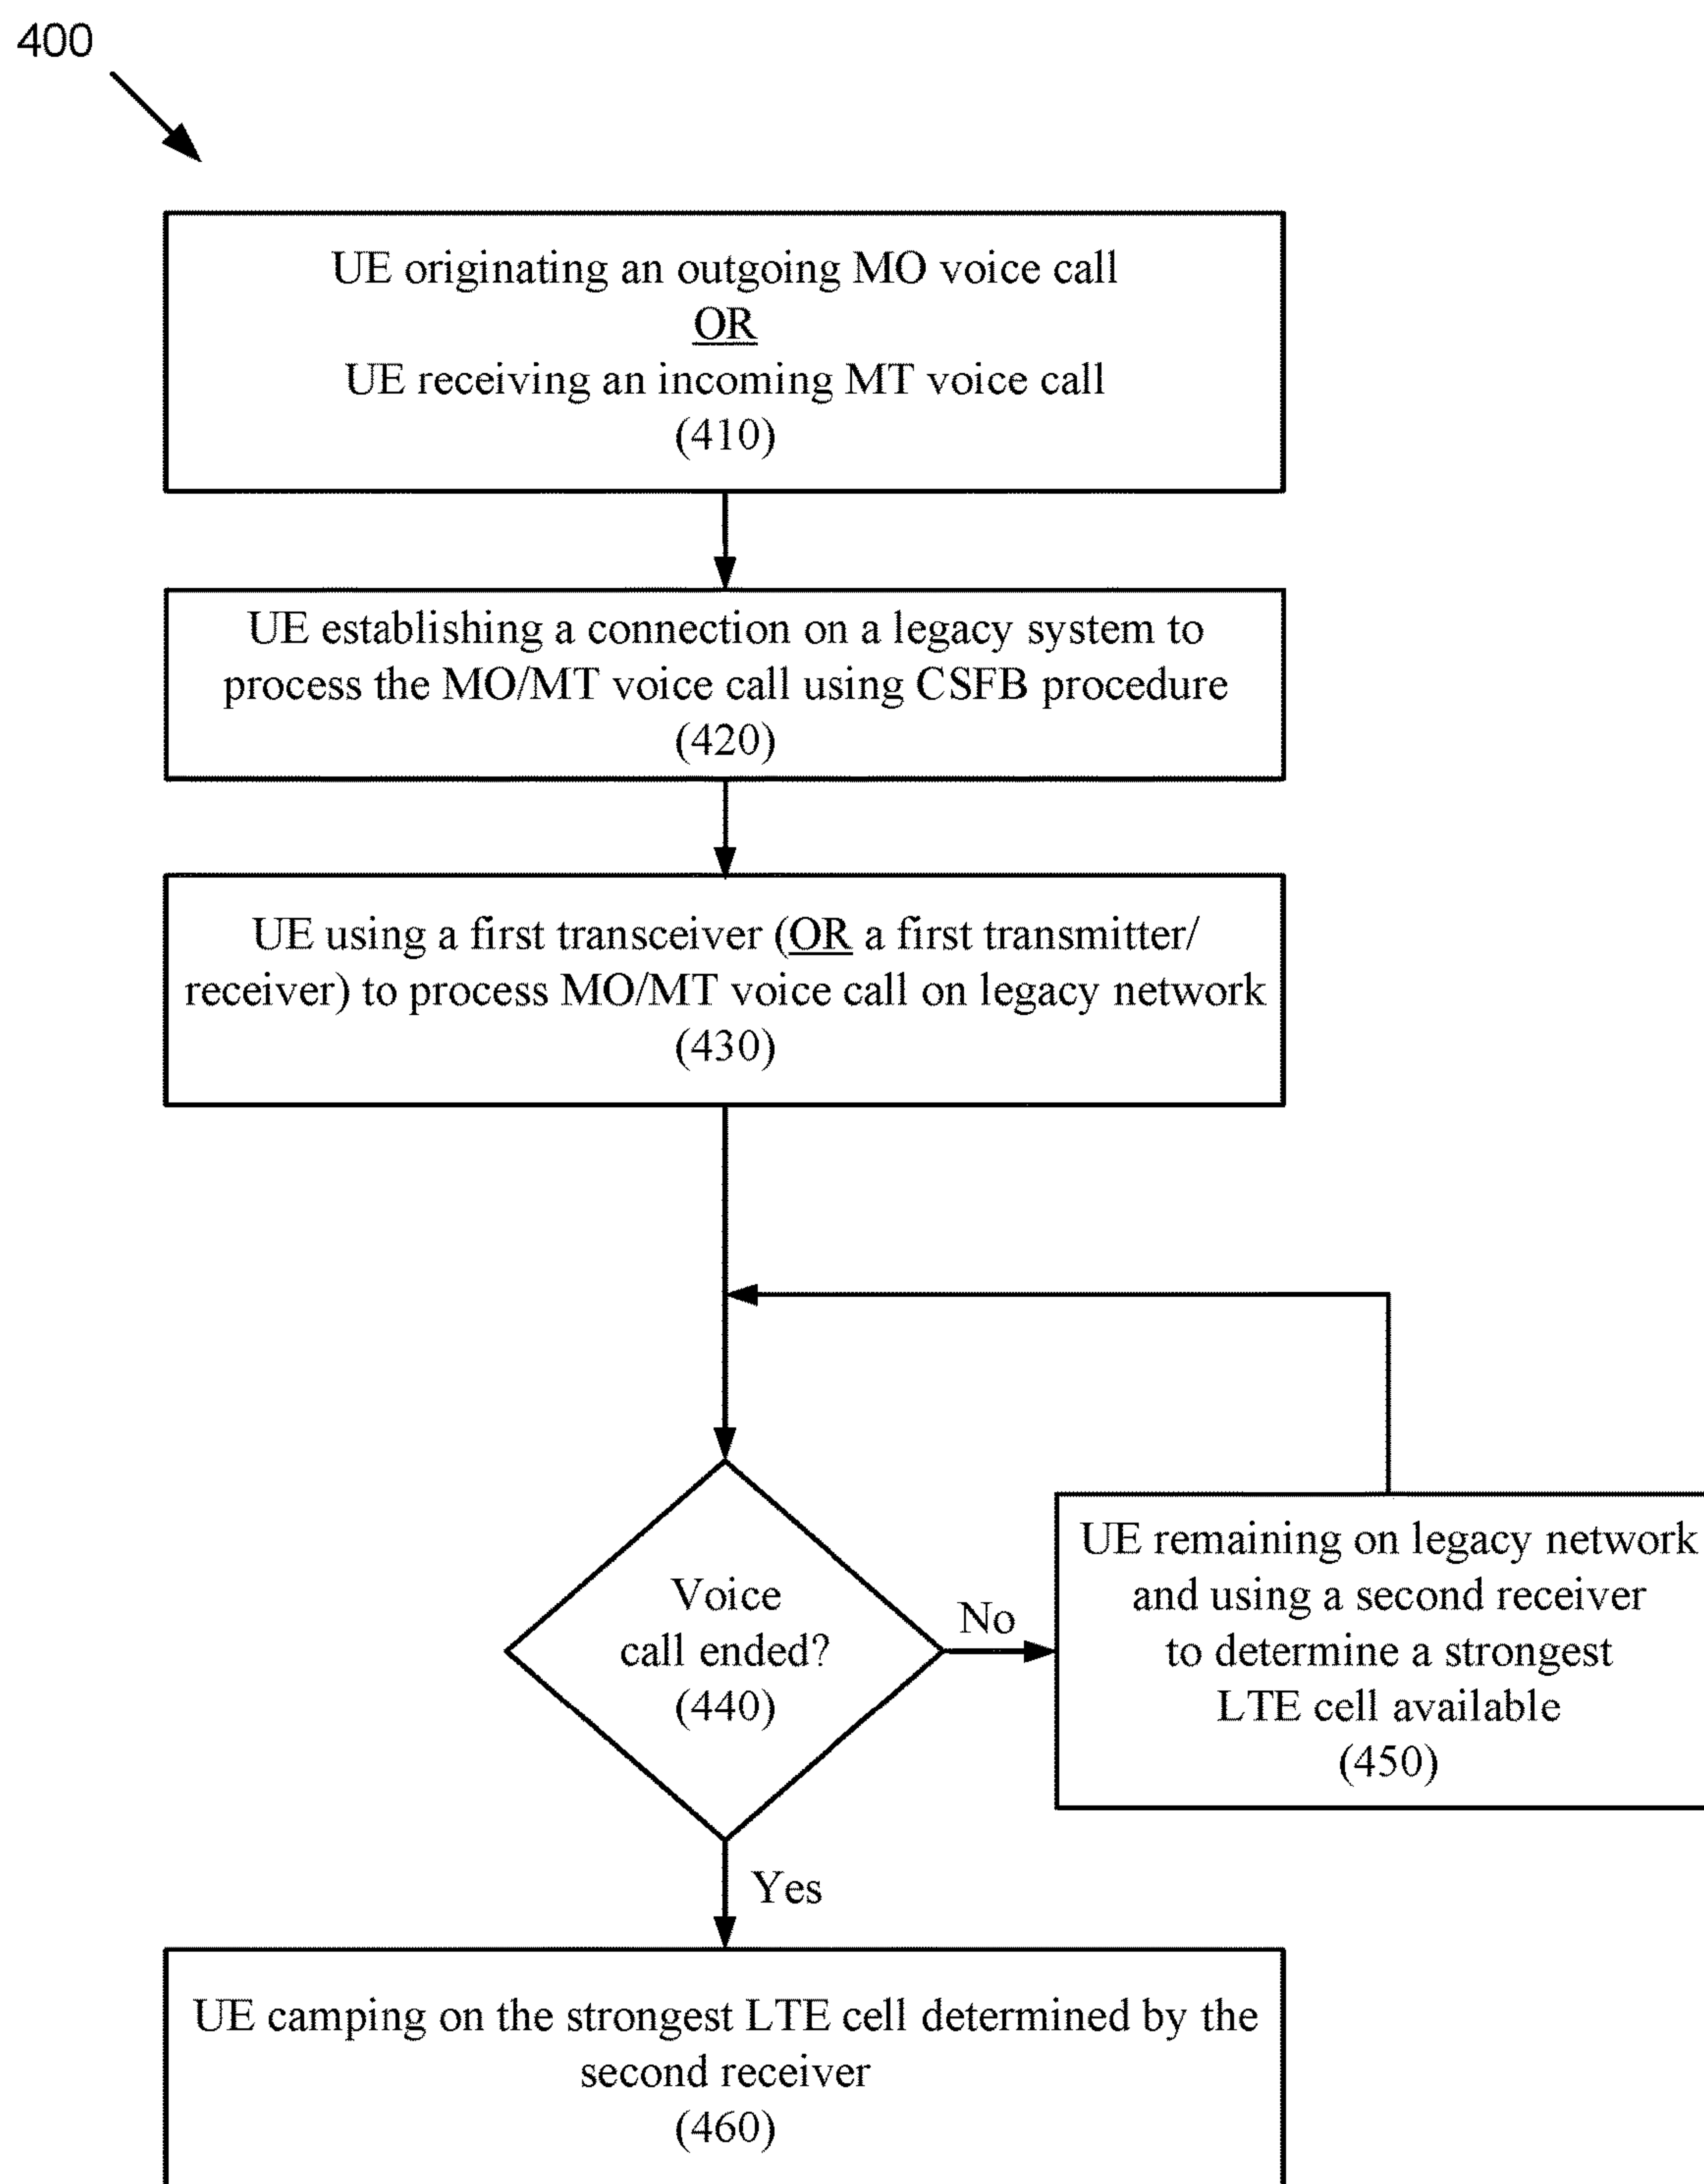 400
UE originating an outgoing MO voice call
OR
UE receiving an incoming MT voice call
(410)
UE establishing a connection on a legacy system to
process the MO/MT voice call using CSFB procedure
(420)
UE using a first transceiver (OR a first transmitter/
receiver) to process MO/MT voice call on legacy network
(430)
Voice
call ended?
(440)
No
UE remaining on legacy network
and using a second receiver
to determine a strongest
LTE cell available
(450)
Yes
UE camping on the strongest LTE cell determined by the
second receiver
(460)